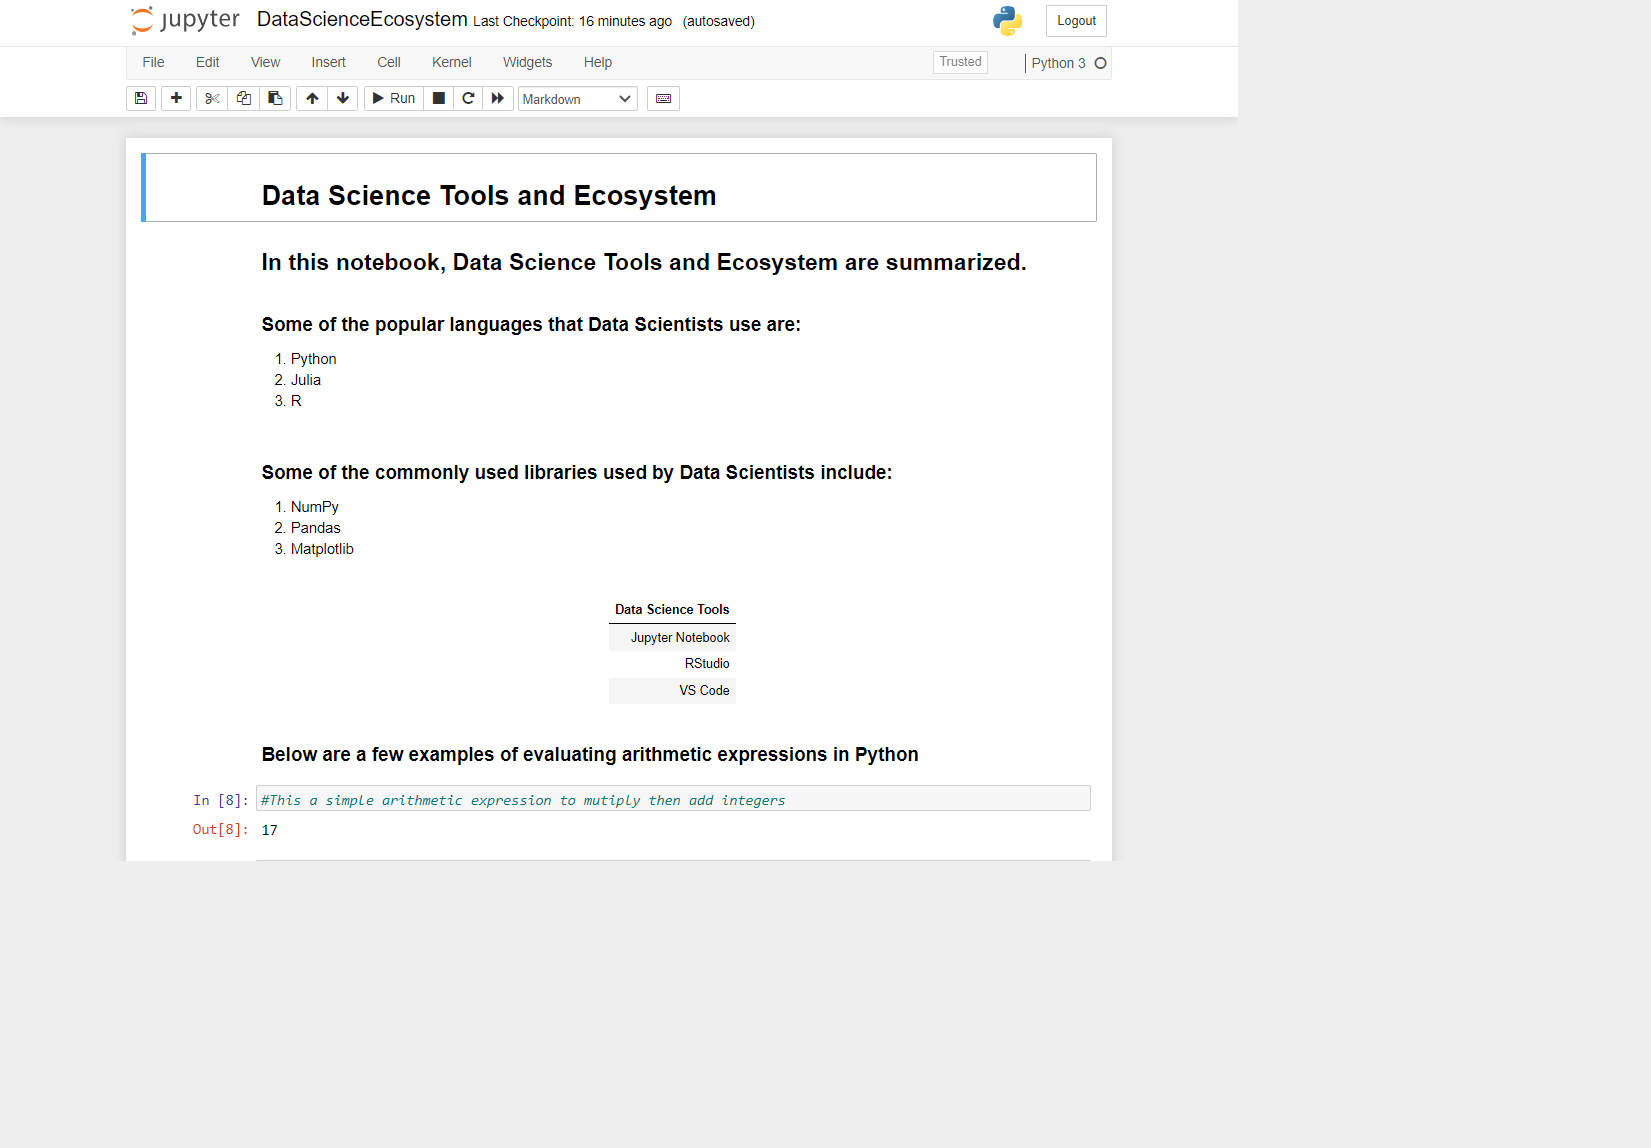 jupyter DataScienceEcosystem Last Checkpoint: 16 minutes ago (autosaved) Logout
File Edit View Insert Cell Kernel Widgets Help Trusted Python 3
Run Markdown
Data Science Tools and Ecosystem
In this notebook, Data Science Tools and Ecosystem are summarized.
Some of the popular languages that Data Scientists use are:
1. Python
2. Julia
3. R
Some of the commonly used libraries used by Data Scientists include:
1. NumPy
2. Pandas
3. Matplotlib
Data Science Tools
Jupyter Notebook
RStudio
VS Code
Below are a few examples of evaluating arithmetic expressions in Python
In [8]: #This a simple arithmetic expression to mutiply then add integers
Out[8]: 17